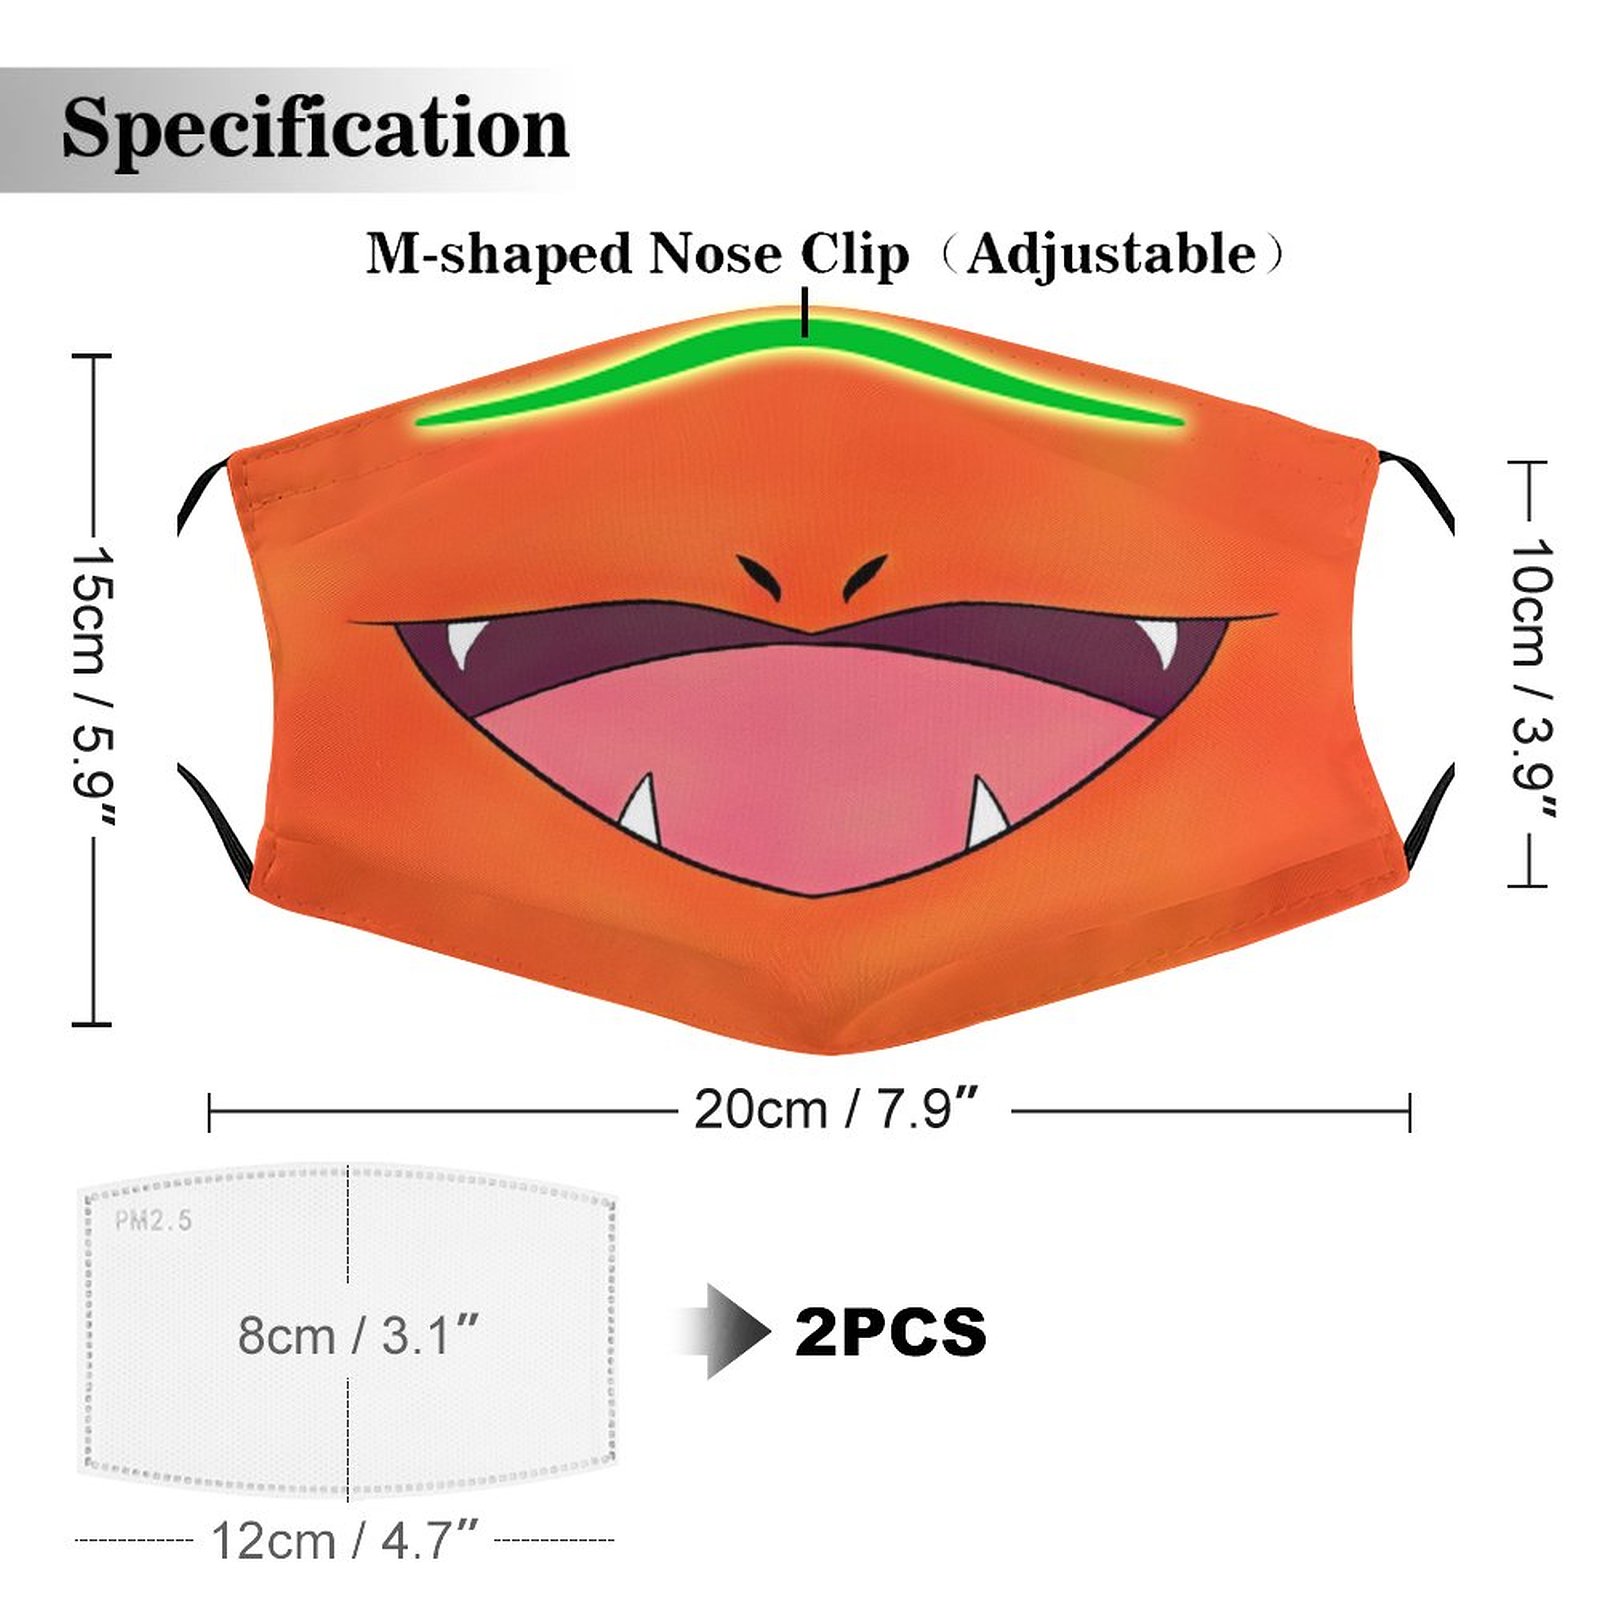 Specification
M-shaped Nose Clip（Adjustable）
15cm / 5.9″
10cm / 3.9″
20cm / 7.9″
PM2.5
8cm / 3.1″
2PCS
12cm / 4.7″